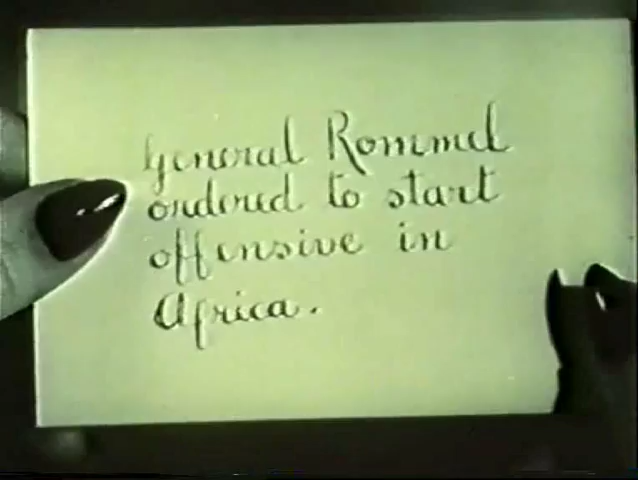 General Rommel
ordered to start
offensive in
Africa.